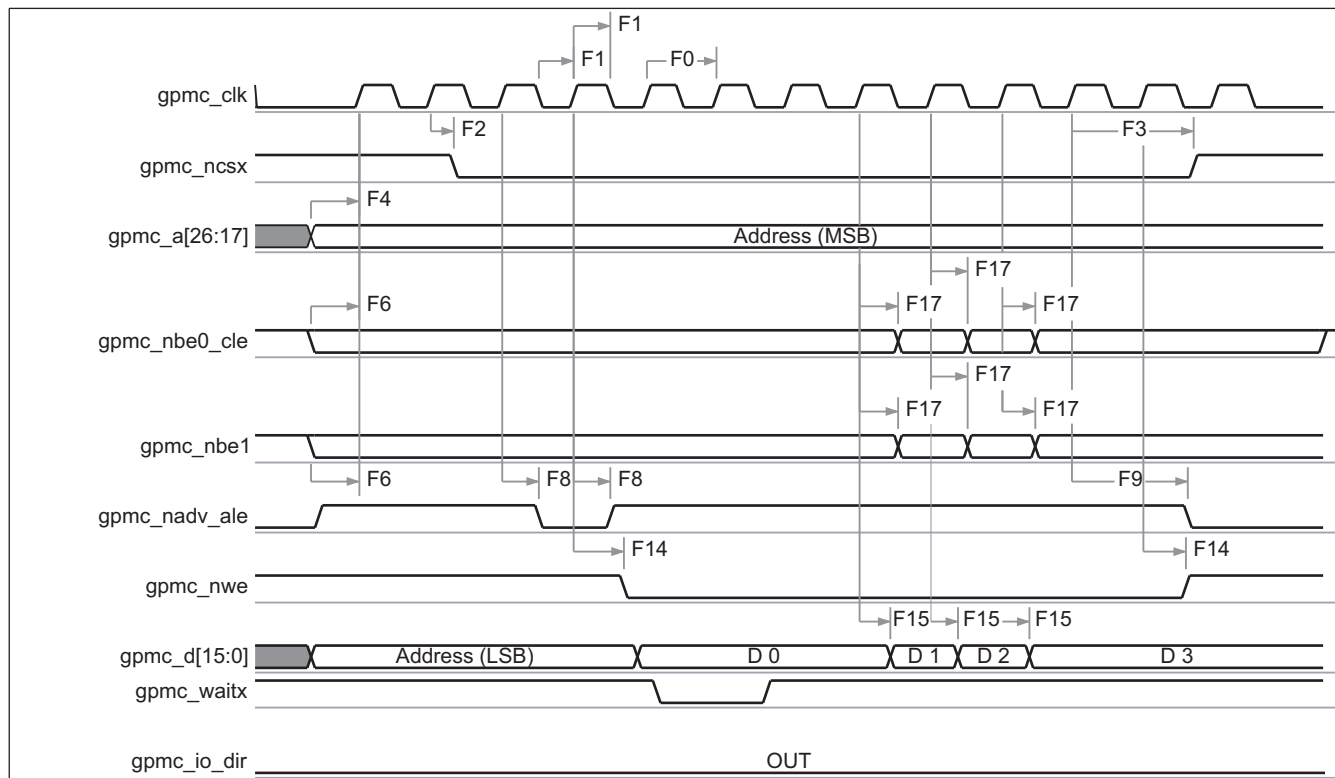 F1
F1 F0
gpmc_clk
F2 F3
gpmc_ncsx
F4
gpmc_a[26:17] Address (MSB)
F17
F6 F17 F17
gpmc_nbe0_cle
F17
F17 F17
gpmc_nbe1
F6 F8 F8 F9
gpmc_nadv_ale
F14 F14
gpmc_nwe
F15 F15 F15
gpmc_d[15:0] Address (LSB) D 0 D 1 D 2 D 3
gpmc_waitx
gpmc_io_dir OUT